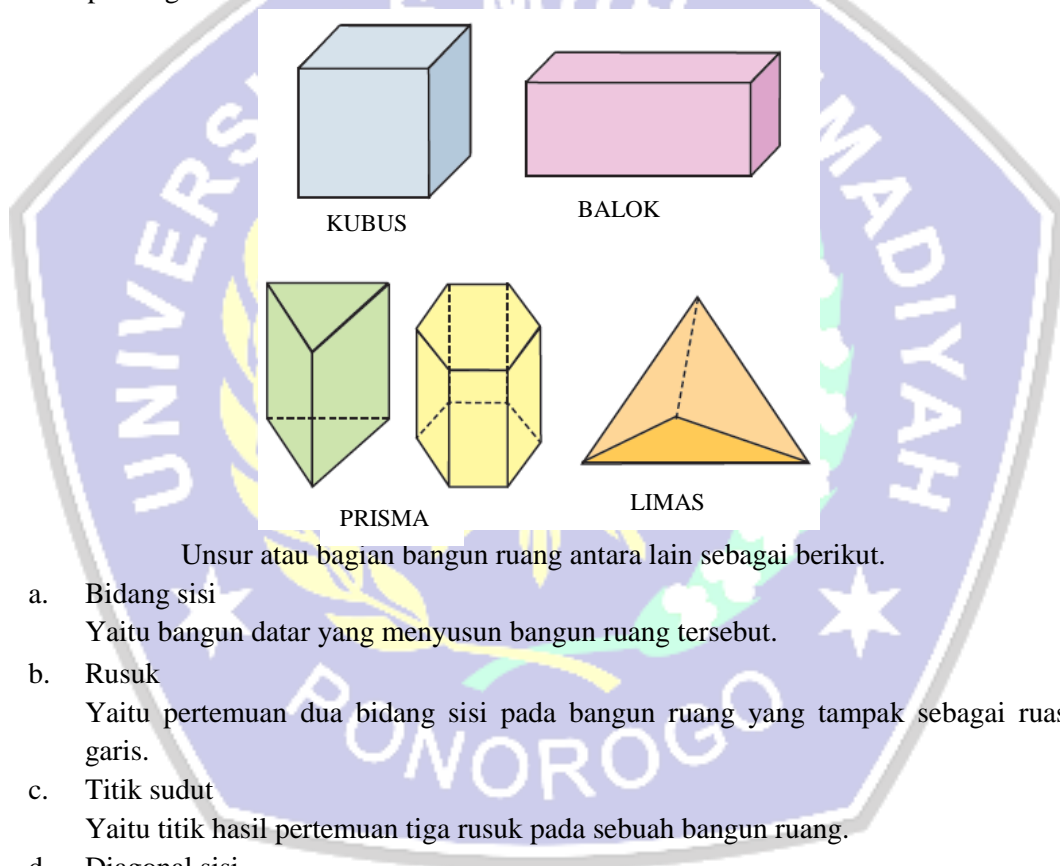 KUBUS
BALOK
PRISMA
LIMAS
Unsur atau bagian bangun ruang antara lain sebagai berikut.
a. Bidang sisi
Yaitu bangun datar yang menyusun bangun ruang tersebut.
b. Rusuk
Yaitu pertemuan dua bidang sisi pada bangun ruang yang tampak sebagai ruas
garis.
c. Titik sudut
Yaitu titik hasil pertemuan tiga rusuk pada sebuah bangun ruang.
d. Diagonal sisi
PONOROGO